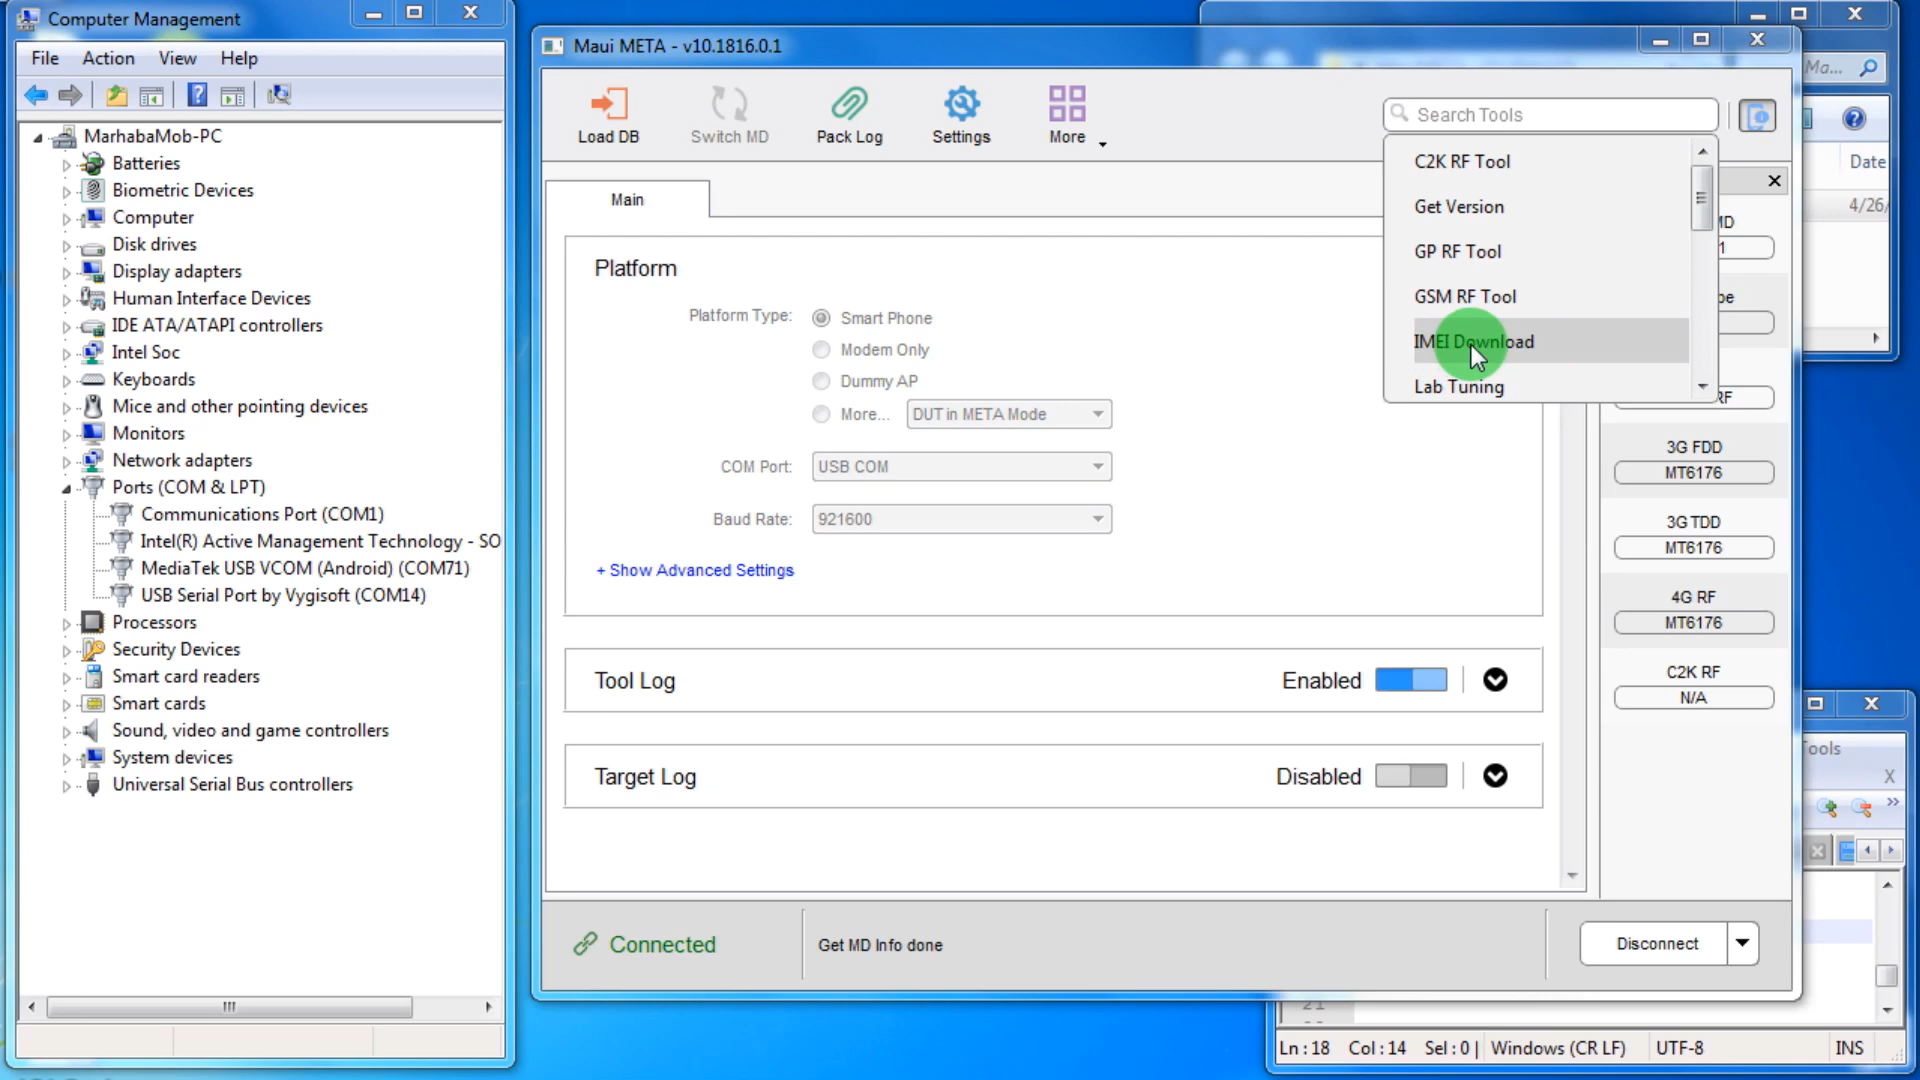 Computer Management
File Action View Help
MarhabaMob-PC
Batteries
Biometric Devices
Computer
Disk drives
Display adapters
Human Interface Devices
IDE ATA/ATAPI controllers
Intel Soc
Keyboards
Mice and other pointing devices
Monitors
Network adapters
Ports (COM & LPT)
Communications Port (COM1)
Intel(R) Active Management Technology - SO
MediaTek USB VCOM (Android) (COM71)
USB Serial Port by Vygisoft (COM14)
Processors
Security Devices
Smart card readers
Smart cards
Sound, video and game controllers
System devices
Universal Serial Bus controllers
Maui META - v10.1816.0.1
Load DB Switch MD Pack Log Settings More
Search Tools
C2K RF Tool
Get Version
GP RF Tool
GSM RF Tool
IMEI Download
Lab Tuning
Main
Platform
Platform Type: Smart Phone
Modem Only
Dummy AP
More... DUT in META Mode
COM Port: USB COM
Baud Rate: 921600
+ Show Advanced Settings
Tool Log Enabled
Target Log Disabled
MD
1
pe
RF
3G FDD
MT6176
3G TDD
MT6176
4G RF
MT6176
C2K RF
N/A
Connected Get MD Info done Disconnect
Ma...
Date
4/26/
Tools
X
21
Ln : 18 Col : 14 Sel : 0 | Windows (CR LF) UTF-8 INS